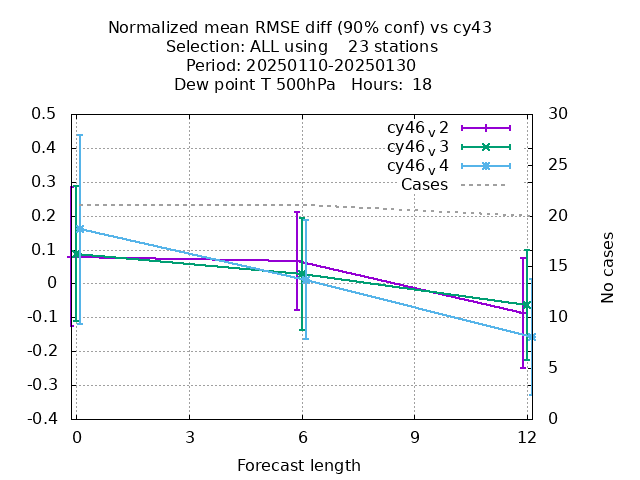 Normalized mean RMSE diff (90% conf) vs cy43
Selection: ALL using    23 stations
Period: 20250110-20250130
Dew point T 500hPa   Hours: 18
0.5
0.4
0.3
0.2
0.1
0
-0.1
-0.2
-0.3
-0.4
cy46v2
cy46v3
cy46v4
Cases
30
25
20
15
10
5
0
No cases
0 3 6 9 12
Forecast length